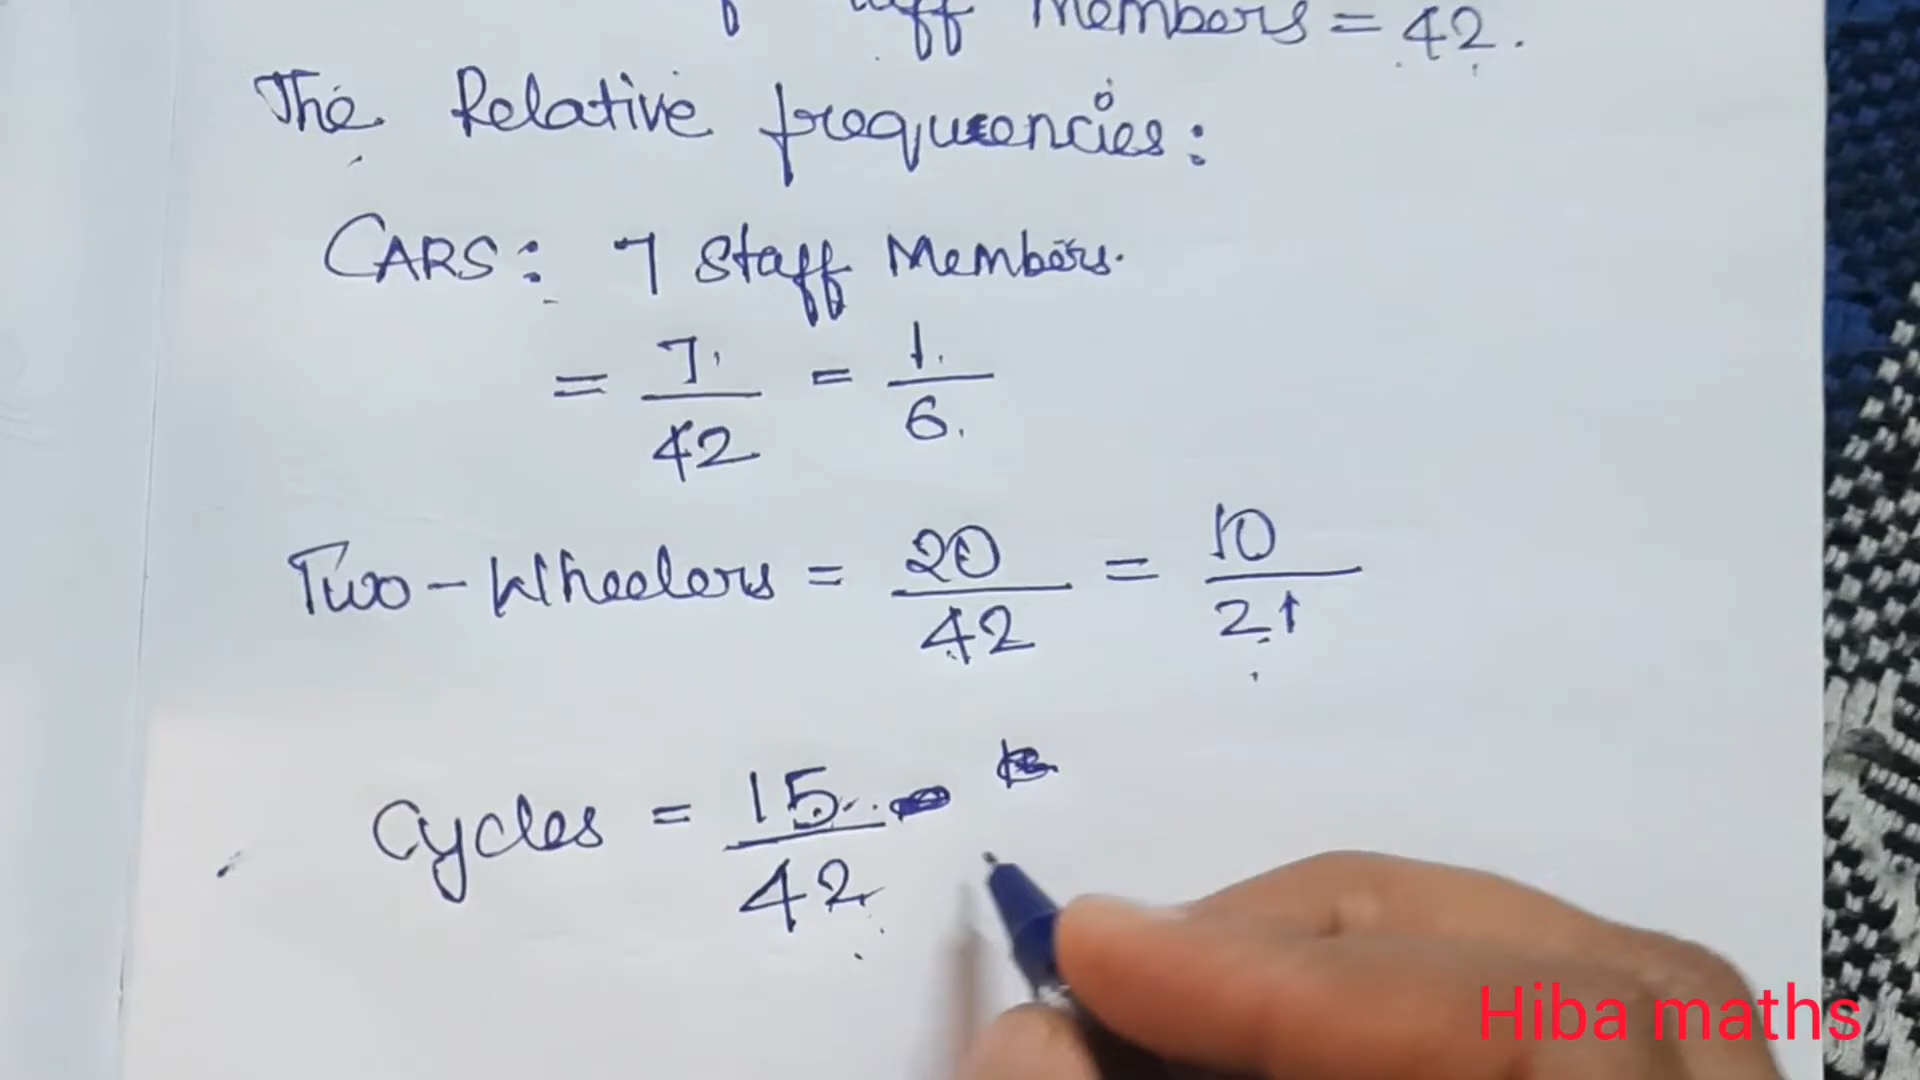 Members = 42.
The Relative frequencies:
CARS: 7 Staff Members.
= 7/42 = 1/6
Two-Wheelers = 20/42 = 10/21
Cycles = 15/42
Hiba maths